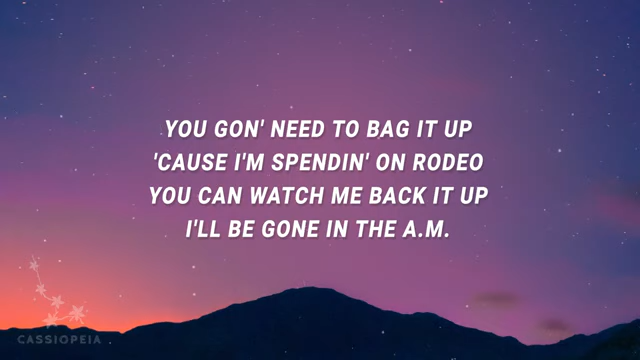 YOU GON' NEED TO BAG IT UP
'CAUSE I'M SPENDIN' ON RODEO
YOU CAN WATCH ME BACK IT UP
I'LL BE GONE IN THE A.M.
CASSIOPEIA